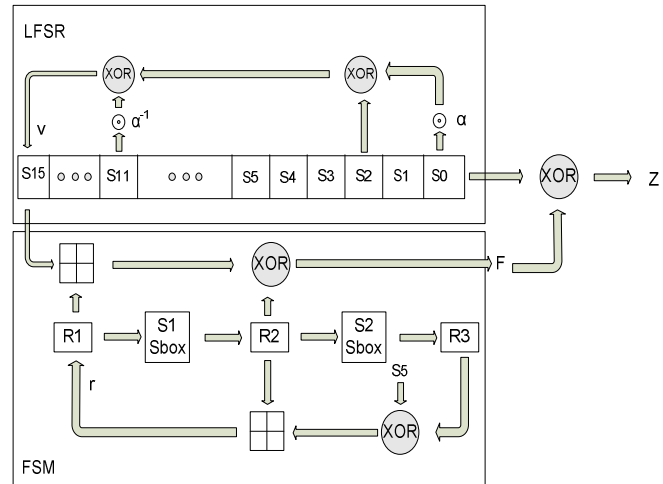 LFSR
XOR
XOR
α⁻¹
α
v
S15 o o o S11 o o o S5 S4 S3 S2 S1 S0
XOR
Z
XOR
F
R1
S1
Sbox
R2
S2
Sbox
R3
S5
r
XOR
FSM